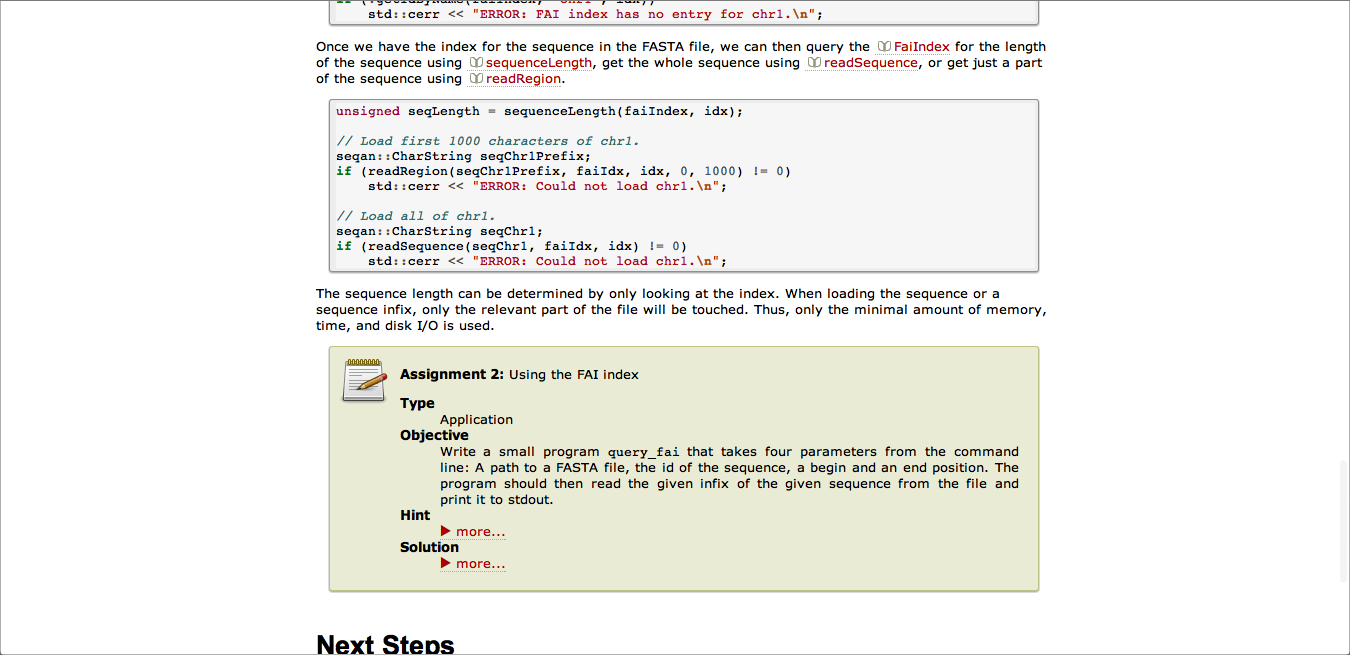 std::cerr << "ERROR: FAI index has no entry for chr1.\n";
Once we have the index for the sequence in the FASTA file, we can then query the FaiIndex for the length
of the sequence using sequenceLength, get the whole sequence using readSequence, or get just a part
of the sequence using readRegion.
unsigned seqLength = sequenceLength(faiIndex, idx);
// Load first 1000 characters of chr1.
seqan::CharString seqChr1Prefix;
if (readRegion(seqChr1Prefix, faiIdx, idx, 0, 1000) != 0)
std::cerr << "ERROR: Could not load chr1.\n";
// Load all of chr1.
seqan::CharString seqChr1;
if (readSequence(seqChr1, faiIdx, idx) != 0)
std::cerr << "ERROR: Could not load chr1.\n";
The sequence length can be determined by only looking at the index. When loading the sequence or a
sequence infix, only the relevant part of the file will be touched. Thus, only the minimal amount of memory,
time, and disk I/O is used.
Assignment 2: Using the FAI index
Type
Application
Objective
Write a small program query_fai that takes four parameters from the command
line: A path to a FASTA file, the id of the sequence, a begin and an end position. The
program should then read the given infix of the given sequence from the file and
print it to stdout.
Hint
more...
Solution
more...
Next Steps